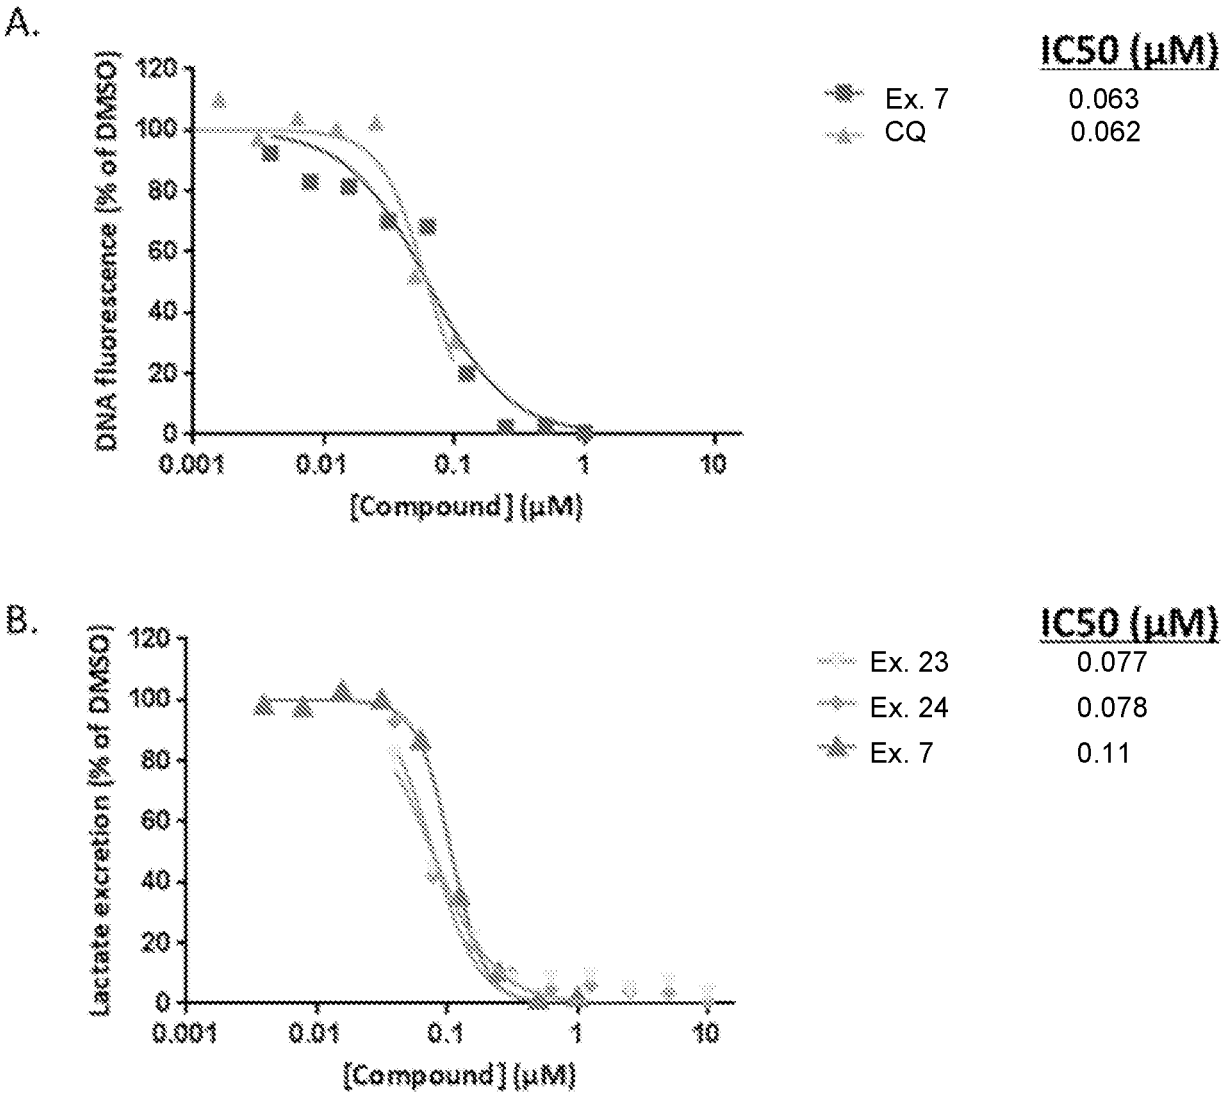 A.
IC50 (µM)
Ex. 7 0.063
CQ 0.062
DNA fluorescence (% of DMSO)
120
100
80
60
40
20
0
0.001 0.01 0.1 1 10
[Compound] (µM)
B.
IC50 (µM)
Ex. 23 0.077
Ex. 24 0.078
Ex. 7 0.11
Lactate excretion (% of DMSO)
120
100
80
60
40
20
0
0.001 0.01 0.1 1 10
[Compound] (µM)